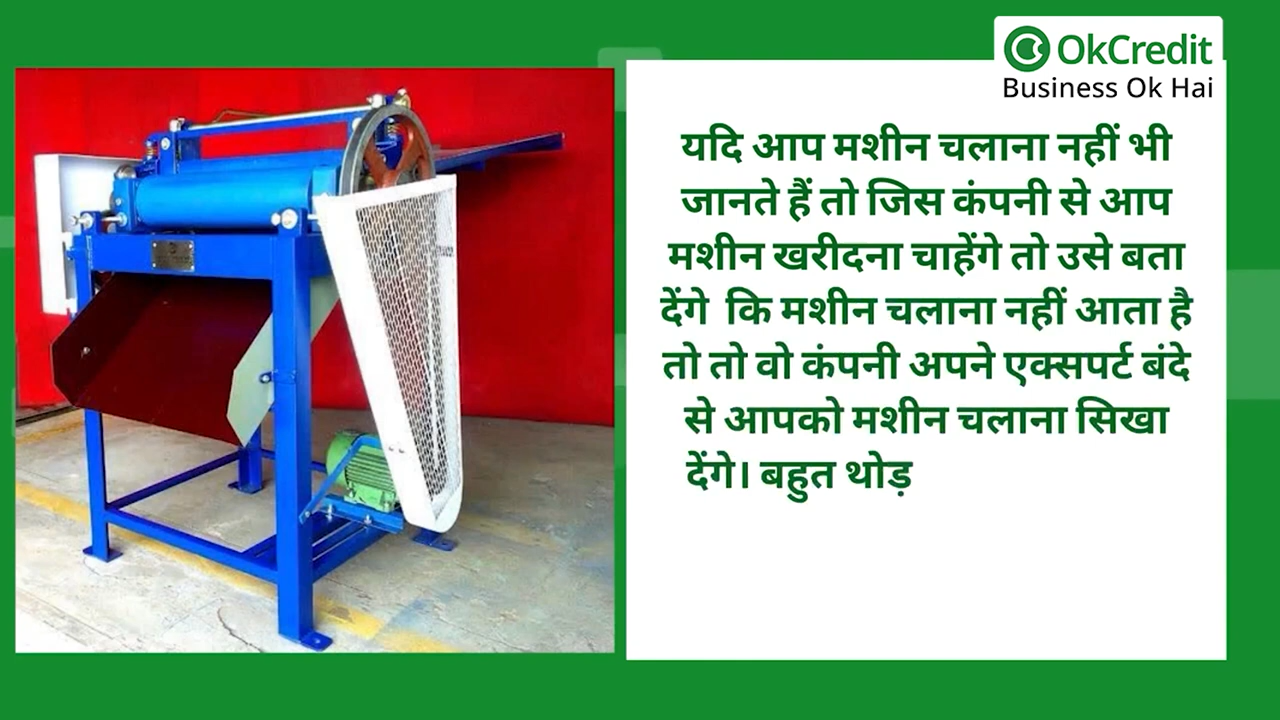 OkCredit
Business Ok Hai
यदि आप मशीन चलाना नहीं भी
जानते हैं तो जिस कंपनी से आप
मशीन खरीदना चाहेंगे तो उसे बता
देंगे कि मशीन चलाना नहीं आता है
तो तो वो कंपनी अपने एक्सपर्ट बंदे
से आपको मशीन चलाना सिखा
देंगे। बहुत थोड़